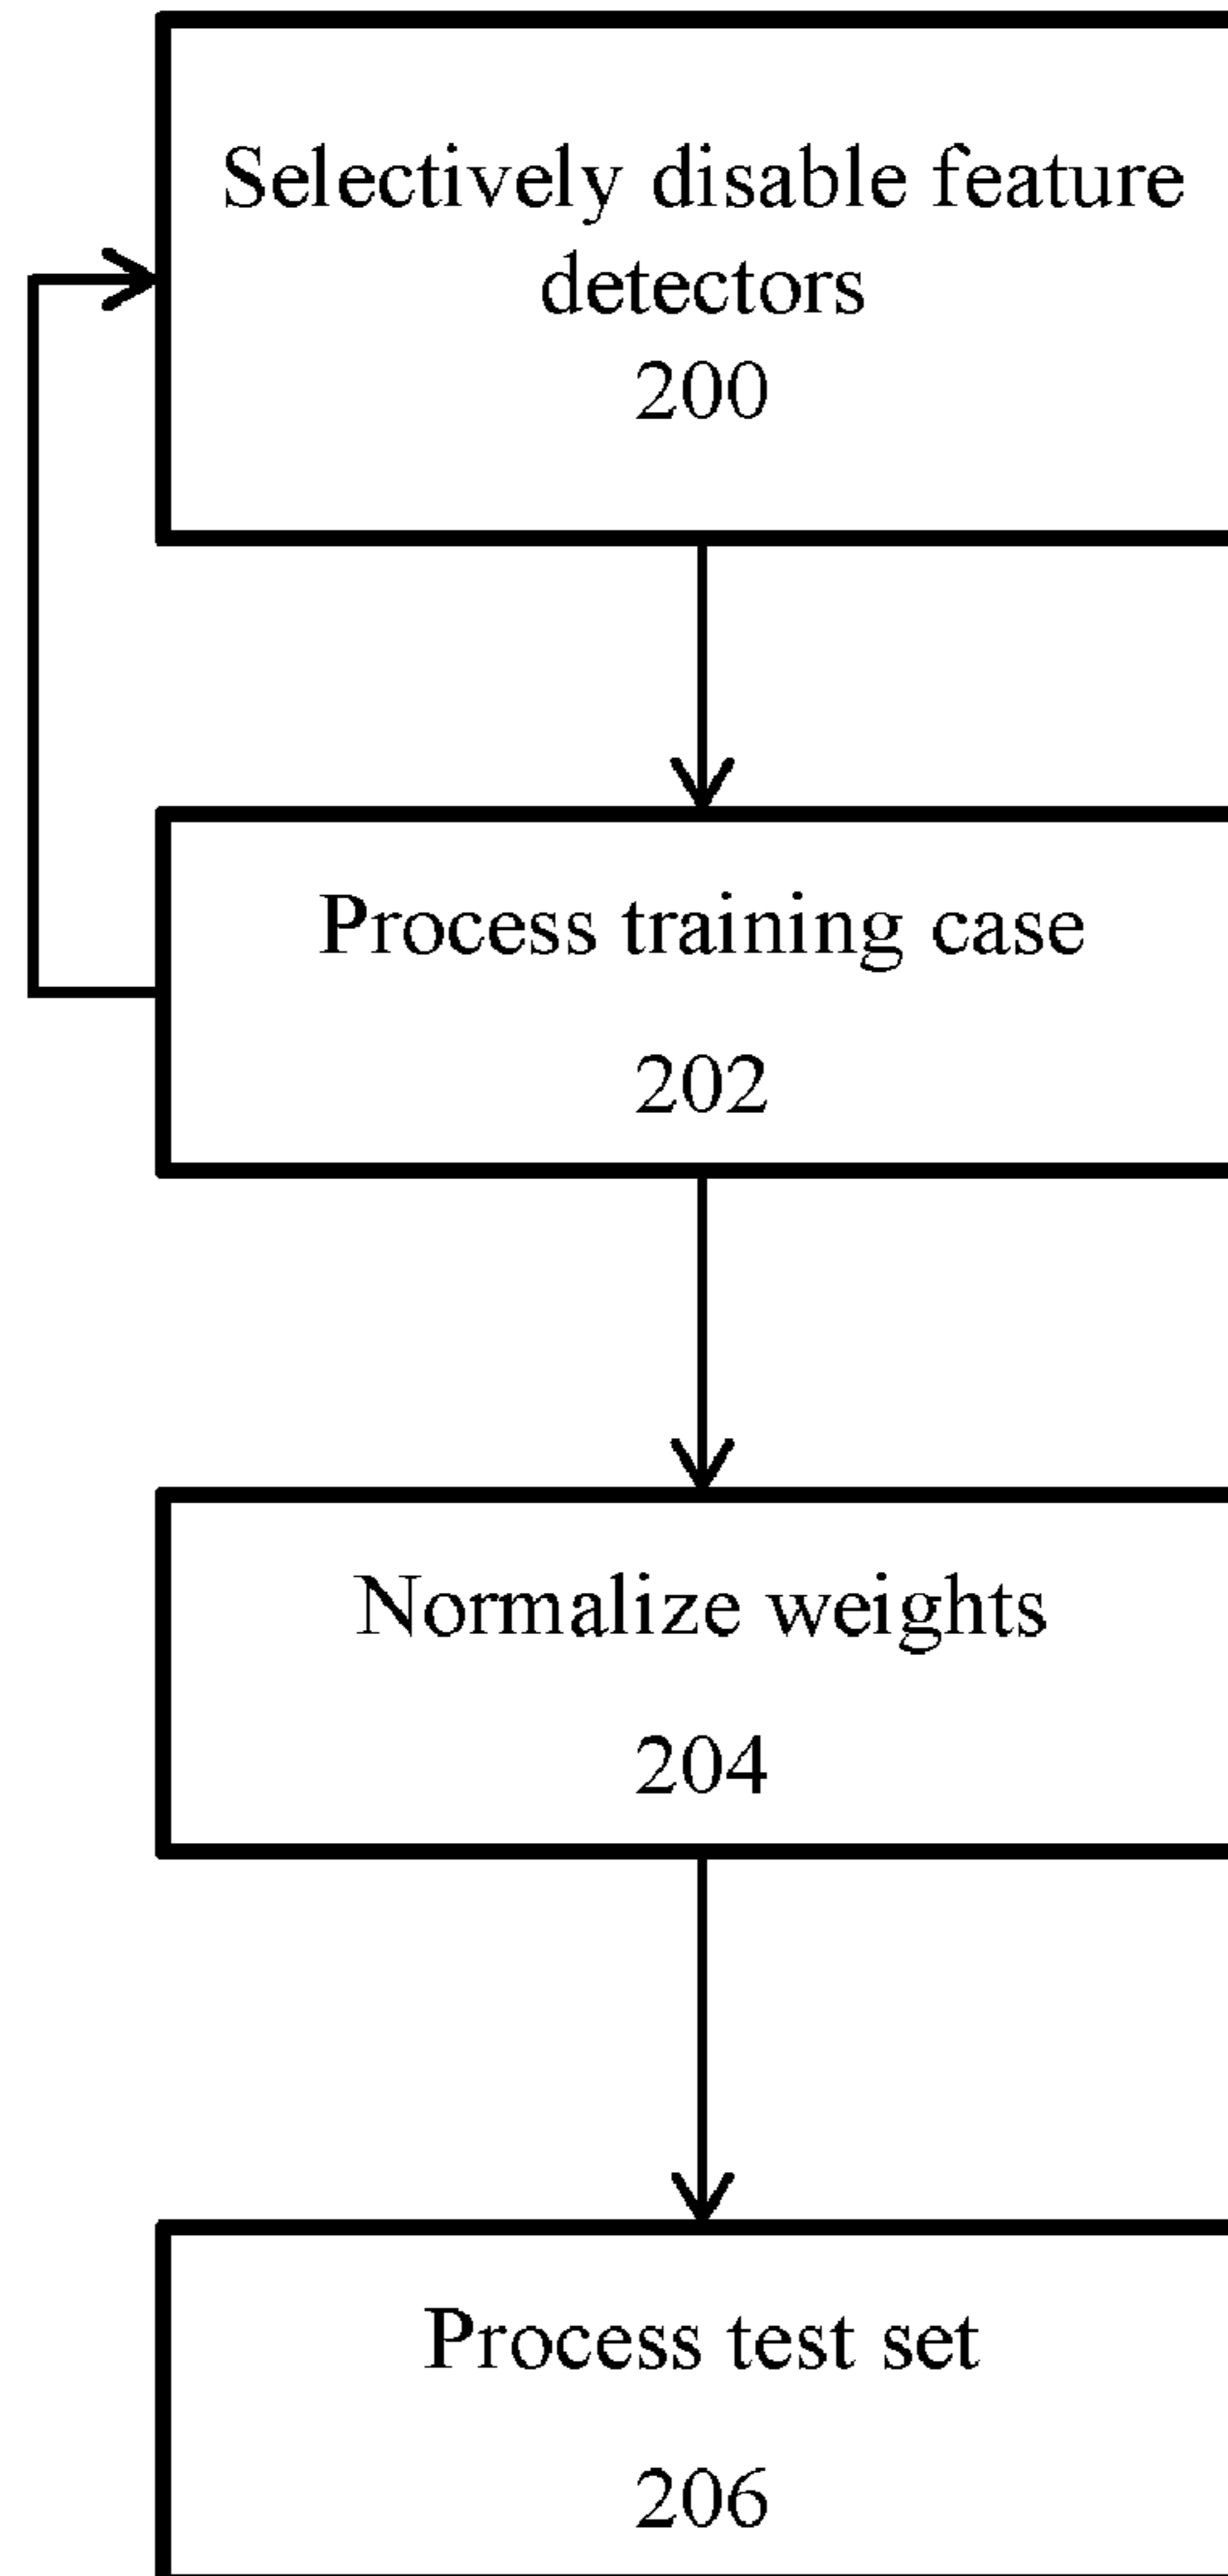 Selectively disable feature
detectors
200
Process training case
202
Normalize weights
204
Process test set
206